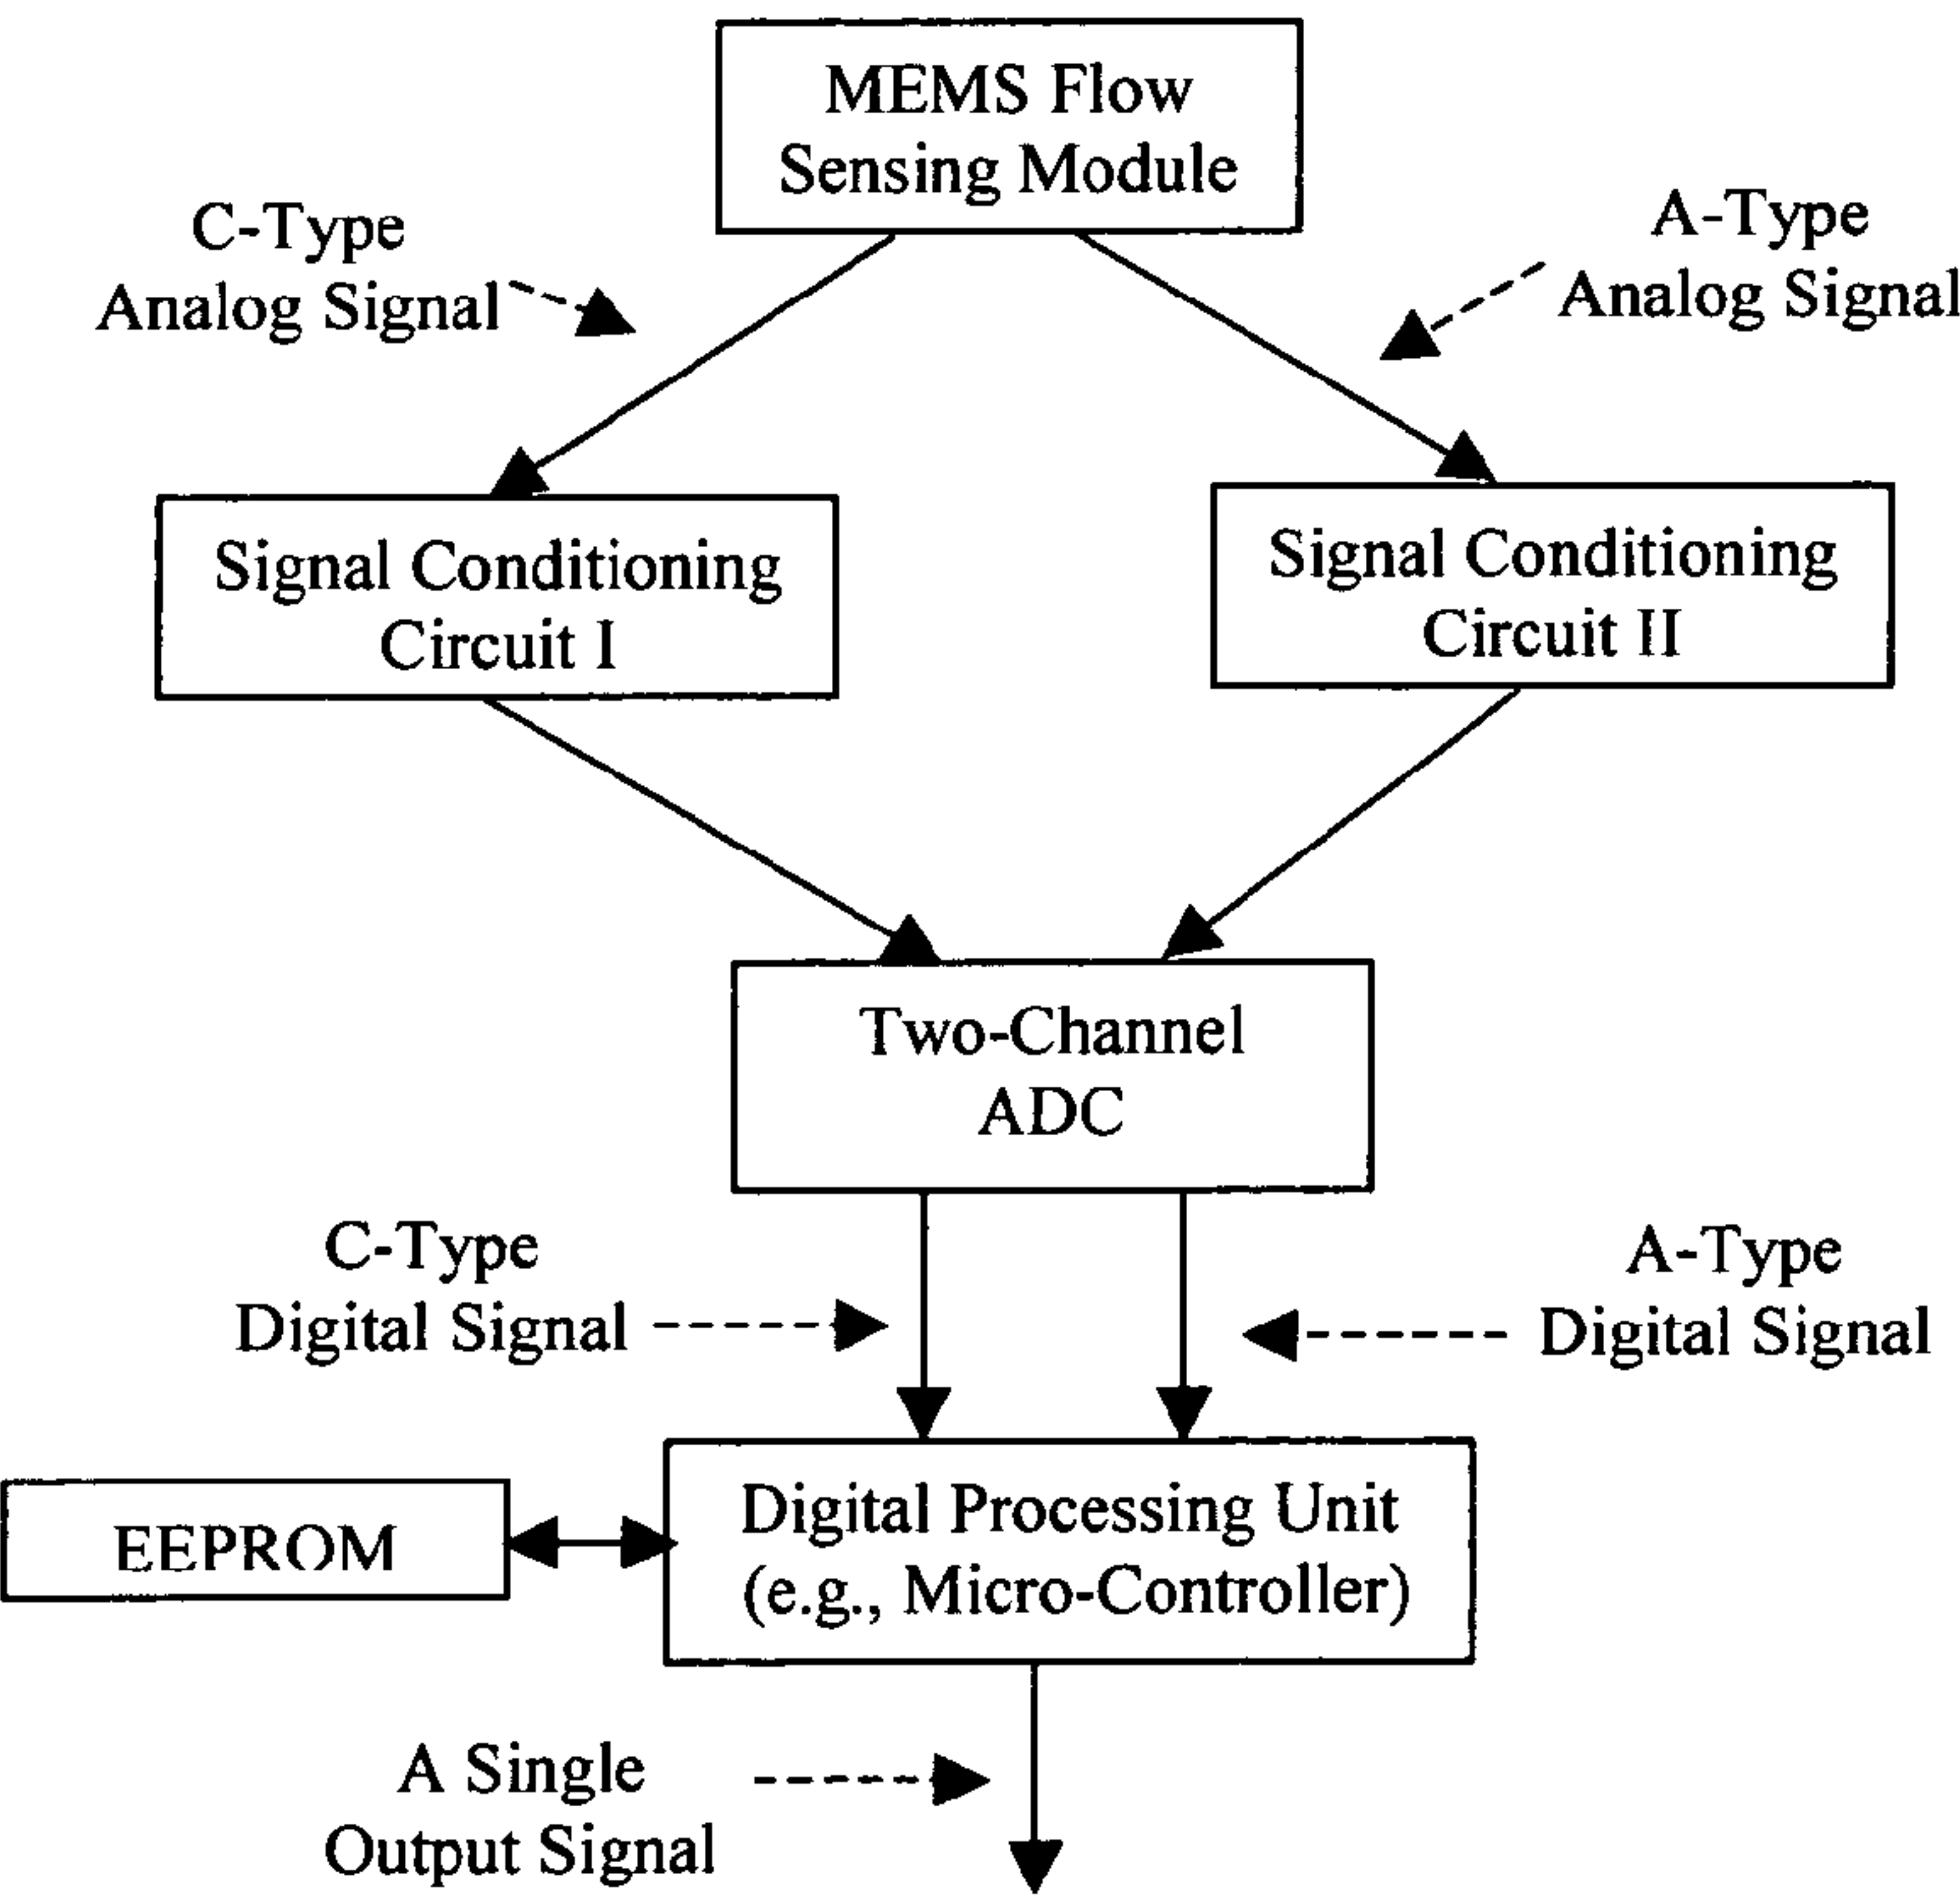 MEMS Flow
Sensing Module
C-Type
Analog Signal
A-Type
Analog Signal
Signal Conditioning
Circuit I
Signal Conditioning
Circuit II
Two-Channel
ADC
C-Type
Digital Signal
A-Type
Digital Signal
EEPROM
Digital Processing Unit
(e.g., Micro-Controller)
A Single
Output Signal